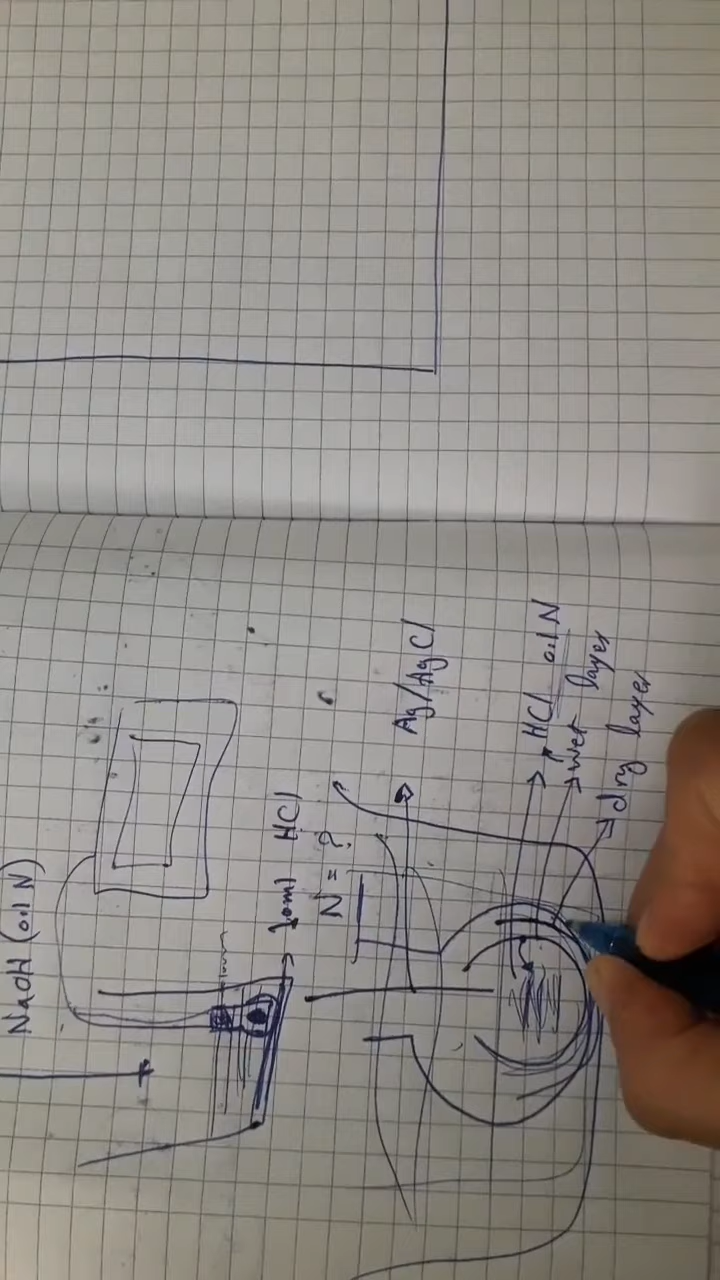 NaOH (0.1 N)
10ml HCl
N = ?
Ag/AgCl
HCl 0.1 N
wet layer
dry layer